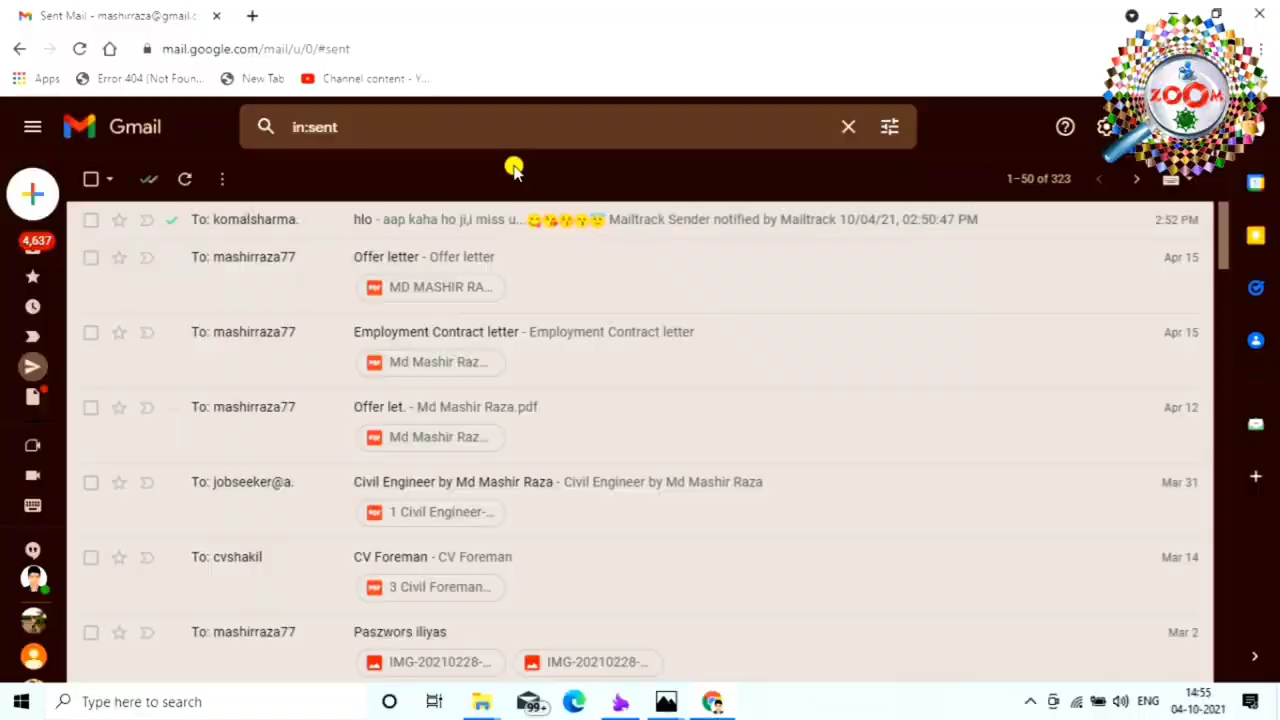 Sent Mail - mashirraza@gmail.c
mail.google.com/mail/u/0/#sent
Apps Error 404 (Not Foun... New Tab Channel content - Y...
ZOOM
Gmail
in:sent
1–50 of 323
4,637
To: komalsharma. hlo - aap kaha ho ji,i miss u...😋😘😙😙😇 Mailtrack Sender notified by Mailtrack 10/04/21, 02:50:47 PM 2:52 PM
To: mashirraza77 Offer letter - Offer letter Apr 15
PDF MD MASHIR RA...
To: mashirraza77 Employment Contract letter - Employment Contract letter Apr 15
PDF Md Mashir Raz...
To: mashirraza77 Offer let. - Md Mashir Raza.pdf Apr 12
PDF Md Mashir Raz...
To: jobseeker@a. Civil Engineer by Md Mashir Raza - Civil Engineer by Md Mashir Raza Mar 31
PDF 1 Civil Engineer-...
To: cvshakil CV Foreman - CV Foreman Mar 14
PDF 3 Civil Foreman...
To: mashirraza77 Paszwors iliyas Mar 2
IMG-20210228-... IMG-20210228-...
Type here to search 99+ ENG 14:55
04-10-2021